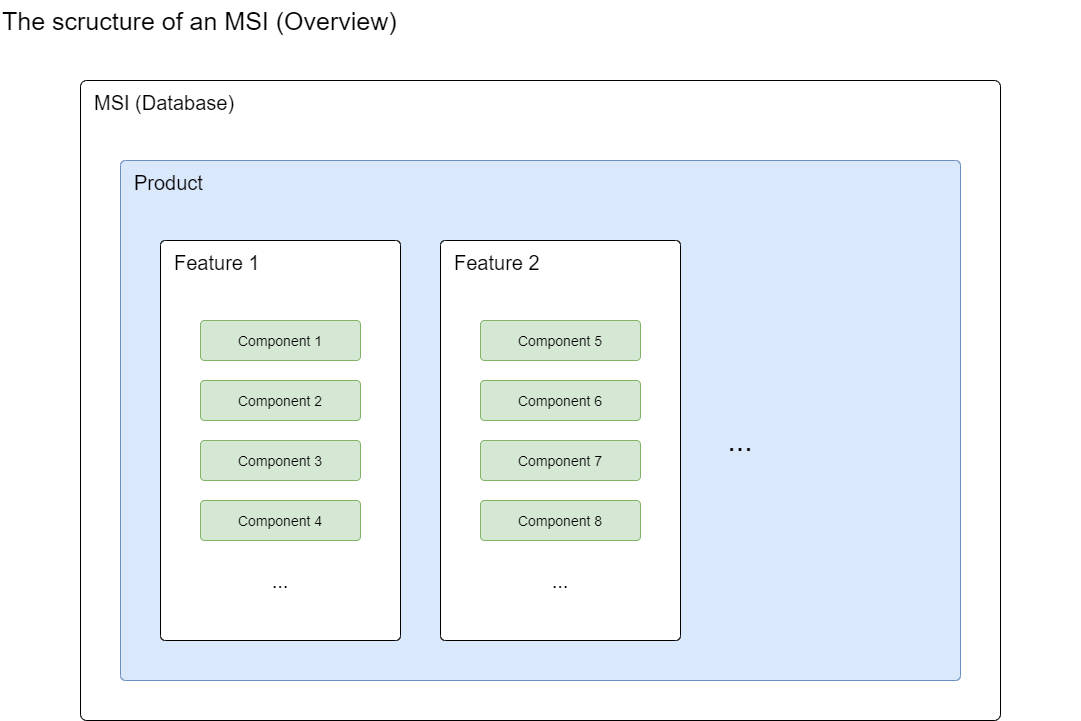 The scructure of an MSI (Overview)
MSI (Database)
Product
Feature 1
Component 1
Component 2
Component 3
Component 4
...
Feature 2
Component 5
Component 6
Component 7
Component 8
...
...